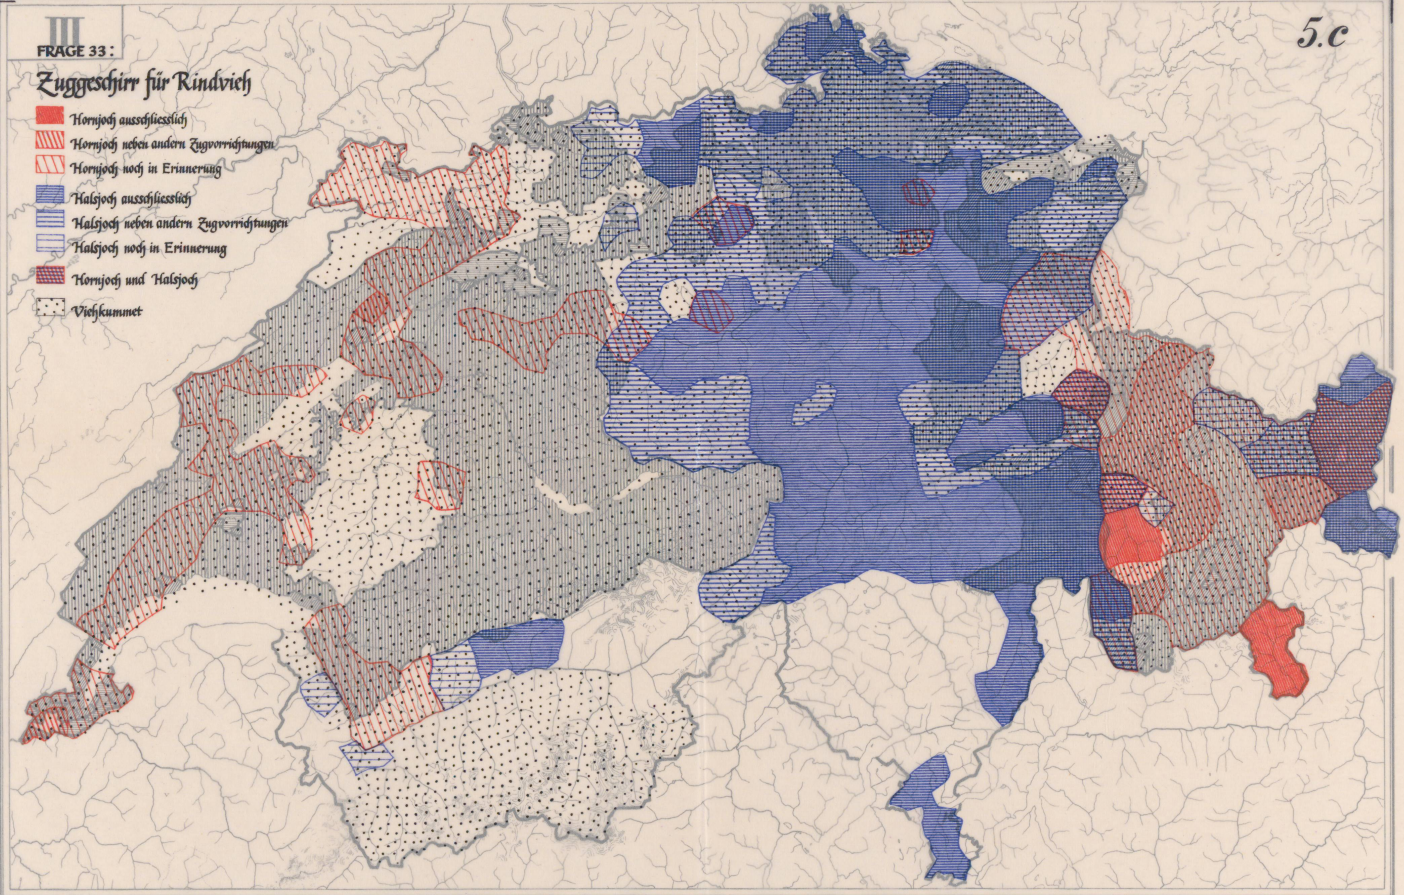 III
FRAGE 33:
5.c
Zuggeschirr für Rindvieh
Hornjoch ausschliesslich
Hornjoch neben andern Zugvorrichtungen
Hornjoch noch in Erinnerung
Halsjoch ausschliesslich
Halsjoch neben andern Zugvorrichtungen
Halsjoch noch in Erinnerung
Hornjoch und Halsjoch
Viehkummet